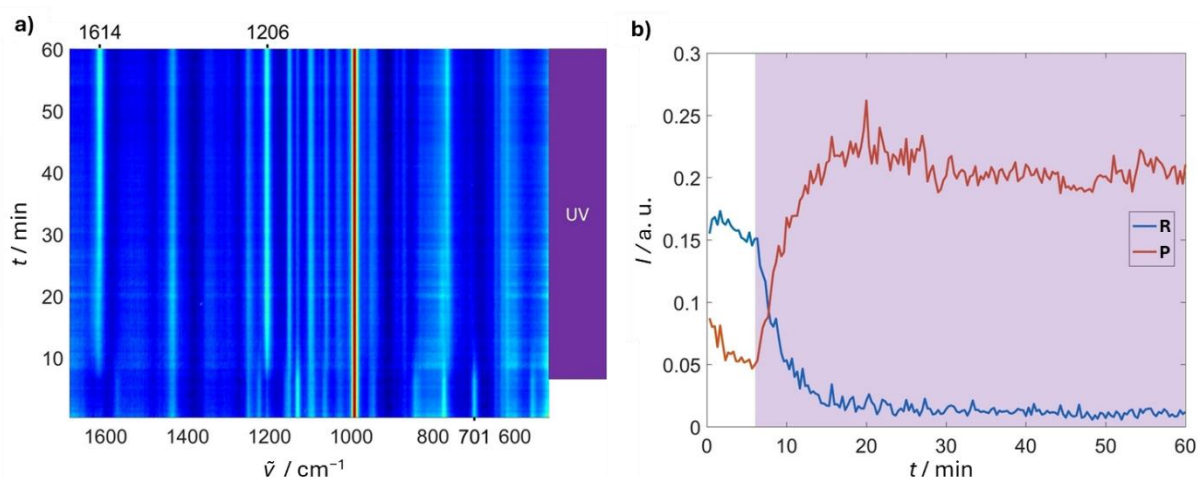 a)
1614 1206
60
50
40
30
20
10
t / min
UV
1600 1400 1200 1000 800 701 600
ṽ / cm⁻¹
b)
0.3
0.25
0.2
0.15
0.1
0.05
0
I / a. u.
R
P
0 10 20 30 40 50 60
t / min